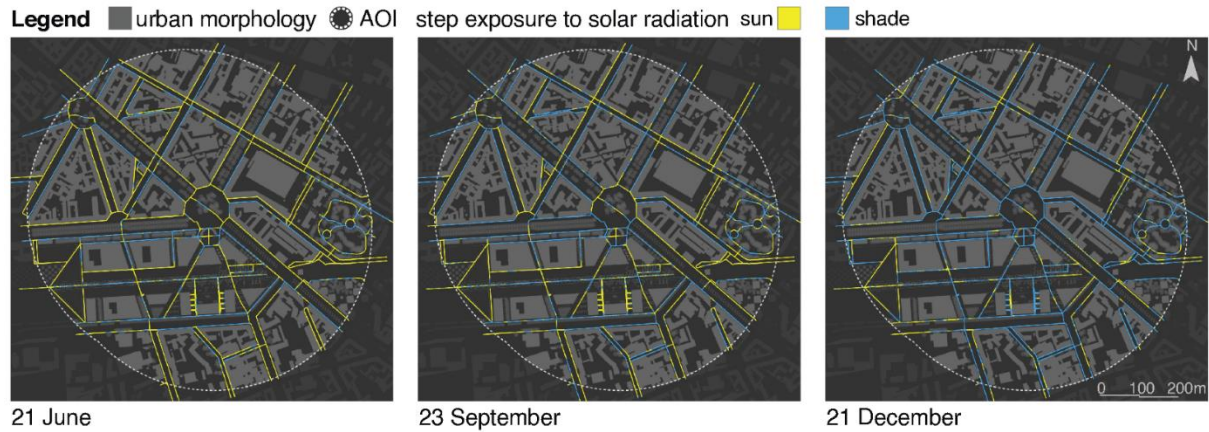 Legend urban morphology AOI step exposure to solar radiation sun shade
N
0 100 200m
21 June 23 September 21 December